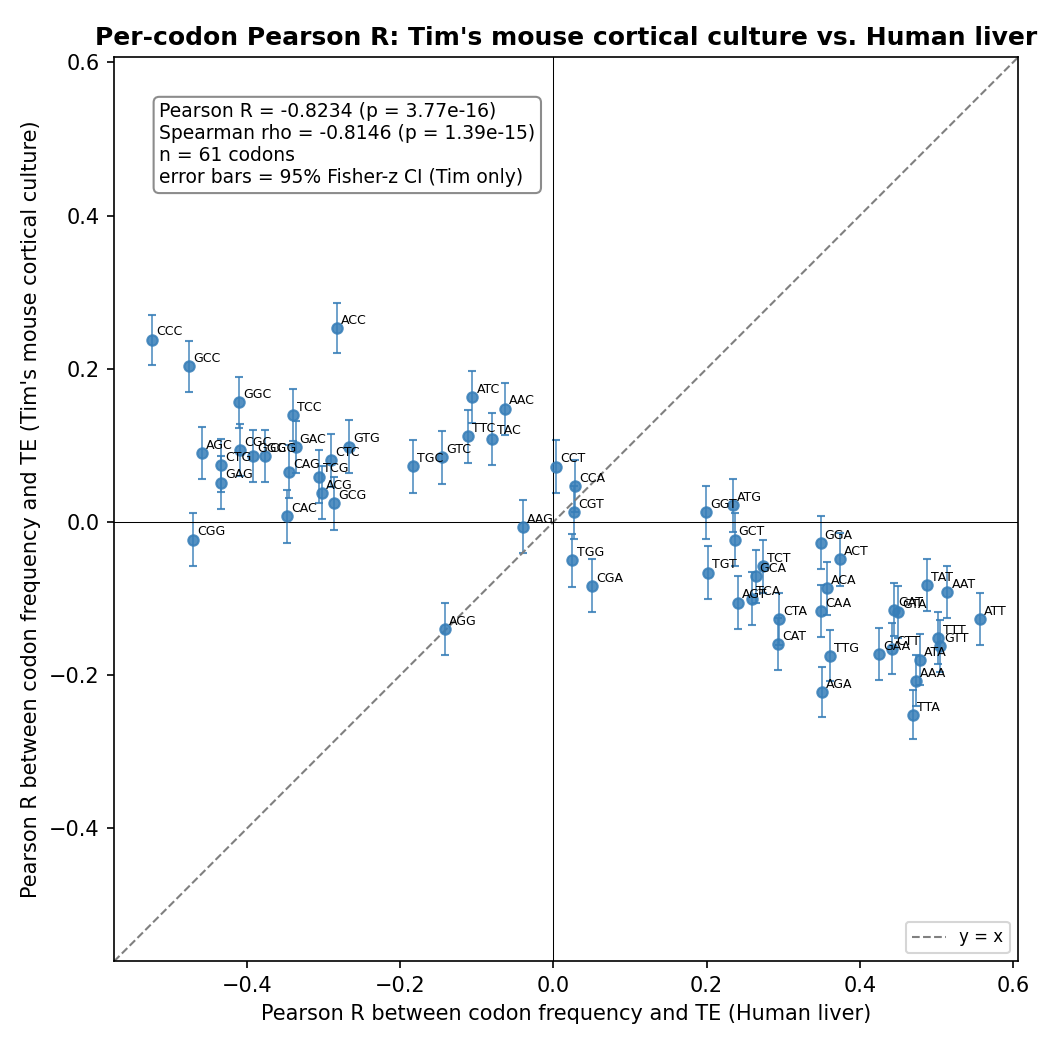 Per-codon Pearson R: Tim's mouse cortical culture vs. Human liver
Pearson R between codon frequency and TE (Tim's mouse cortical culture)
0.6
0.4
0.2
0.0
−0.2
−0.4
Pearson R = -0.8234 (p = 3.77e-16)
Spearman rho = -0.8146 (p = 1.39e-15)
n = 61 codons
error bars = 95% Fisher-z CI (Tim only)
CCC
ACC
GCC
GGC
ATC
AAC
TCC
TTC
TAC
AGC
CGC
GAC
GTG
CTG
CTC
TGC
GTC
CCT
GAG
CAG
TCG
CCA
ACG
GCG
CAC
CGT
GGT
ATG
CGG
AAG
GCT
GGA
TGG
ACT
CGA
TGT
TCT
GCA
ACA
TAT
AAT
TCA
CTA
CAA
ATT
AGG
CAT
TTG
GAA
CTT
TTT
GTT
ATA
AGA
AAA
TTA
y = x
−0.4
−0.2
0.0
0.2
0.4
0.6
Pearson R between codon frequency and TE (Human liver)